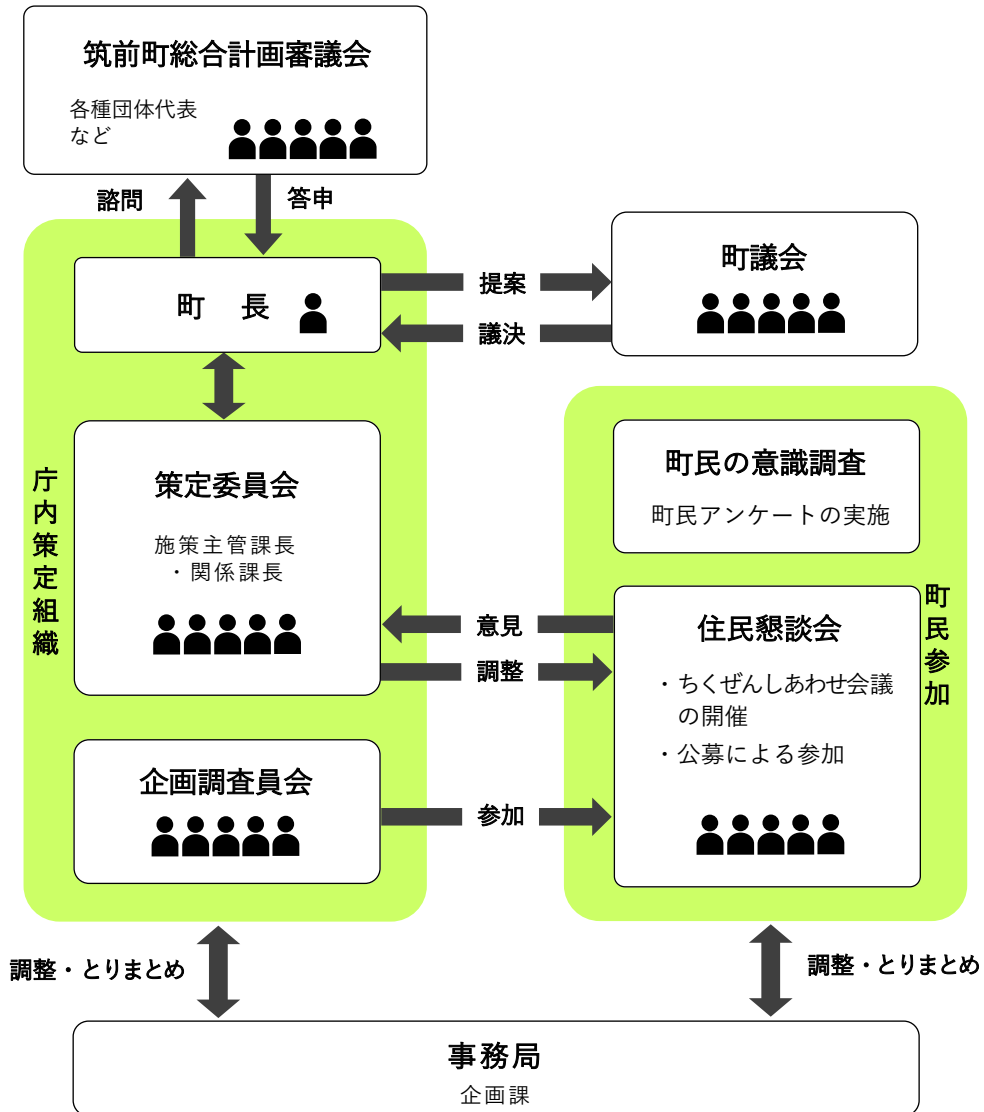 筑前町総合計画審議会
各種団体代表
など
諮問
答申
町　長
提案
議決
町議会
庁内策定組織
策定委員会
施策主管課長
・関係課長
町民の意識調査
町民アンケートの実施
町民参加
意見
調整
住民懇談会
・ちくぜんしあわせ会議
の開催
・公募による参加
企画調査員会
参加
調整・とりまとめ
調整・とりまとめ
事務局
企画課